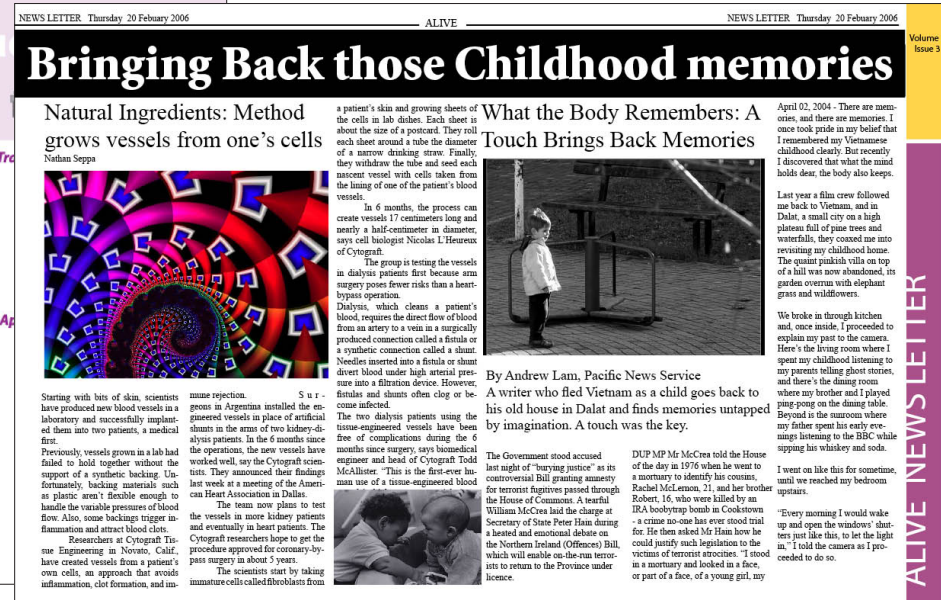 NEWS LETTER Thursday 20 Febuary 2006
ALIVE
NEWS LETTER Thursday 20 Febuary 2006
Volume
Issue 3
Bringing Back those Childhood memories
Natural Ingredients: Method
grows vessels from one's cells
Nathan Seppa
Starting with bits of skin, scientists
have produced new blood vessels in a
laboratory and successfully implant-
ed them into two patients, a medical
first.
Previously, vessels grown in a lab had
failed to hold together without the
support of a synthetic backing. Un-
fortunately, backing materials such
as plastic aren't flexible enough to
handle the variable pressures of blood
flow. Also, some backings trigger in-
flammation and attract blood clots.
Researchers at Cytograft Tis-
sue Engineering in Novato, Calif.,
have created vessels from a patient's
own cells, an approach that avoids
inflammation, clot formation, and im-
mune rejection. Sur-
geons in Argentina installed the en-
gineered vessels in place of artificial
shunts in the arms of two kidney-di-
alysis patients. In the 6 months since
the operations, the new vessels have
worked well, say the Cytograft scien-
tists. They announced their findings
last week at a meeting of the Ameri-
can Heart Association in Dallas.
The team now plans to test
the vessels in more kidney patients
and eventually in heart patients. The
Cytograft researchers hope to get the
procedure approved for coronary-by-
pass surgery in about 5 years.
The scientists start by taking
immature cells called fibroblasts from
a patient's skin and growing sheets of
the cells in lab dishes. Each sheet is
about the size of a postcard. They roll
each sheet around a tube the diameter
of a narrow drinking straw. Finally,
they withdraw the tube and seed each
nascent vessel with cells taken from
the lining of one of the patient's blood
vessels.
In 6 months, the process can
create vessels 17 centimeters long and
nearly a half-centimeter in diameter,
says cell biologist Nicolas L'Heureux
of Cytograft.
The group is testing the vessels
in dialysis patients first because arm
surgery poses fewer risks than a heart-
bypass operation.
Dialysis, which cleans a patient's
blood, requires the direct flow of blood
from an artery to a vein in a surgically
produced connection called a fistula or
a synthetic connection called a shunt.
Needles inserted into a fistula or shunt
divert blood under high arterial pres-
sure into a filtration device. However,
fistulas and shunts often clog or be-
come infected.
The two dialysis patients using the
tissue-engineered vessels have been
free of complications during the 6
months since surgery, says biomedical
engineer and head of Cytograft Todd
McAllister. "This is the first-ever hu-
man use of a tissue-engineered blood
What the Body Remembers: A
Touch Brings Back Memories
By Andrew Lam, Pacific News Service
A writer who fled Vietnam as a child goes back to
his old house in Dalat and finds memories untapped
by imagination. A touch was the key.
The Government stood accused
last night of "burying justice" as its
controversial Bill granting amnesty
for terrorist fugitives passed through
the House of Commons. A tearful
William McCrea laid the charge at
Secretary of State Peter Hain during
a heated and emotional debate on
the Northern Ireland (Offences) Bill,
which will enable on-the-run terror-
ists to return to the Province under
licence.
DUP MP Mr McCrea told the House
of the day in 1976 when he went to
a mortuary to identify his cousins,
Rachel McLernon, 21, and her brother
Robert, 16, who were killed by an
IRA boobytrap bomb in Cookstown
- a crime no-one has ever stood trial
for. He then asked Mr Hain how he
could justify such legislation to the
victims of terrorist atrocities. "I stood
in a mortuary and looked in a face,
or part of a face, of a young girl, my
April 02, 2004 - There are mem-
ories, and there are memories. I
once took pride in my belief that
I remembered my Vietnamese
childhood clearly. But recently
I discovered that what the mind
holds dear, the body also keeps.
Last year a film crew followed
me back to Vietnam, and in
Dalat, a small city on a high
plateau full of pine trees and
waterfalls, they coaxed me into
revisiting my childhood home.
The quaint pinkish villa on top
of a hill was now abandoned, its
garden overrun with elephant
grass and wildflowers.
We broke in through kitchen
and, once inside, I proceeded to
explain my past to the camera.
Here's the living room where I
spent my childhood listening to
my parents telling ghost stories,
and there's the dining room
where my brother and I played
ping-pong on the dining table.
Beyond is the sunroom where
my father spent his early eve-
nings listening to the BBC while
sipping his whiskey and soda.
I went on like this for sometime,
until we reached my bedroom
upstairs.
"Every morning I would wake
up and open the windows' shut-
ters just like this, to let the light
in," I told the camera as I pro-
ceeded to do so.
ALIVE NEWS LETTER